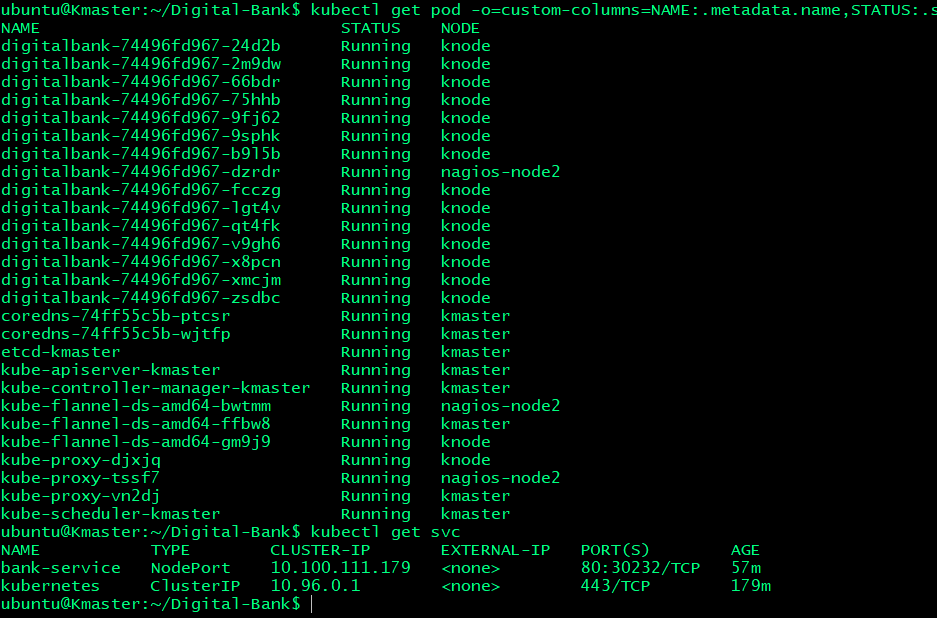 ubuntu@Kmaster:~/Digital-Bank$ kubectl get pod -o=custom-columns=NAME:.metadata.name,STATUS:.s
NAME STATUS NODE
digitalbank-74496fd967-24d2b Running knode
digitalbank-74496fd967-2m9dw Running knode
digitalbank-74496fd967-66bdr Running knode
digitalbank-74496fd967-75hhb Running knode
digitalbank-74496fd967-9fj62 Running knode
digitalbank-74496fd967-9sphk Running knode
digitalbank-74496fd967-b9l5b Running knode
digitalbank-74496fd967-dzrdr Running nagios-node2
digitalbank-74496fd967-fcczg Running knode
digitalbank-74496fd967-lgt4v Running knode
digitalbank-74496fd967-qt4fk Running knode
digitalbank-74496fd967-v9gh6 Running knode
digitalbank-74496fd967-x8pcn Running knode
digitalbank-74496fd967-xmcjm Running knode
digitalbank-74496fd967-zsdbc Running knode
coredns-74ff55c5b-ptcsr Running kmaster
coredns-74ff55c5b-wjtfp Running kmaster
etcd-kmaster Running kmaster
kube-apiserver-kmaster Running kmaster
kube-controller-manager-kmaster Running kmaster
kube-flannel-ds-amd64-bwtmm Running nagios-node2
kube-flannel-ds-amd64-ffbw8 Running kmaster
kube-flannel-ds-amd64-gm9j9 Running knode
kube-proxy-djxjq Running knode
kube-proxy-tssf7 Running nagios-node2
kube-proxy-vn2dj Running kmaster
kube-scheduler-kmaster Running kmaster
ubuntu@Kmaster:~/Digital-Bank$ kubectl get svc
NAME TYPE CLUSTER-IP EXTERNAL-IP PORT(S) AGE
bank-service NodePort 10.100.111.179 <none> 80:30232/TCP 57m
kubernetes ClusterIP 10.96.0.1 <none> 443/TCP 179m
ubuntu@Kmaster:~/Digital-Bank$